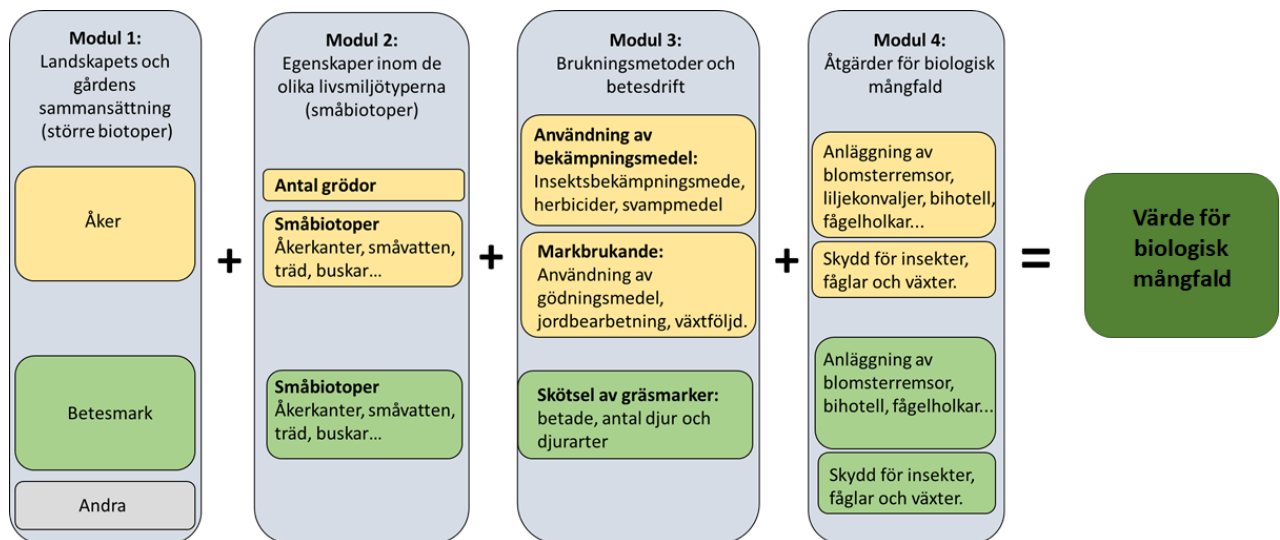 Modul 1:
Landskapets och
gårdens
sammansättning
(större biotoper)
Åker
Betesmark
Andra
+
Modul 2:
Egenskaper inom de
olika livsmiljötyperna
(småbiotoper)
Antal grödor
Småbiotoper
Åkerkanter, småvatten,
träd, buskar...
Småbiotoper
Åkerkanter, småvatten,
träd, buskar...
+
Modul 3:
Brukningsmetoder och
betesdrift
Användning av
bekämpningsmedel:
Insektsbekämpningsmede,
herbicider, svampmedel
Markbrukande:
Användning av
gödningsmedel,
jordbearbetning, växtföljd.
Skötsel av gräsmarker:
betade, antal djur och
djurarter
+
Modul 4:
Åtgärder för biologisk
mångfald
Anläggning av
blomsterremsor,
liljekonvaljer, bihotell,
fågelholkar...
Skydd för insekter,
fåglar och växter.
Anläggning av
blomsterremsor,
bihotell, fågelholkar...
Skydd för insekter,
fåglar och växter.
=
Värde för
biologisk
mångfald